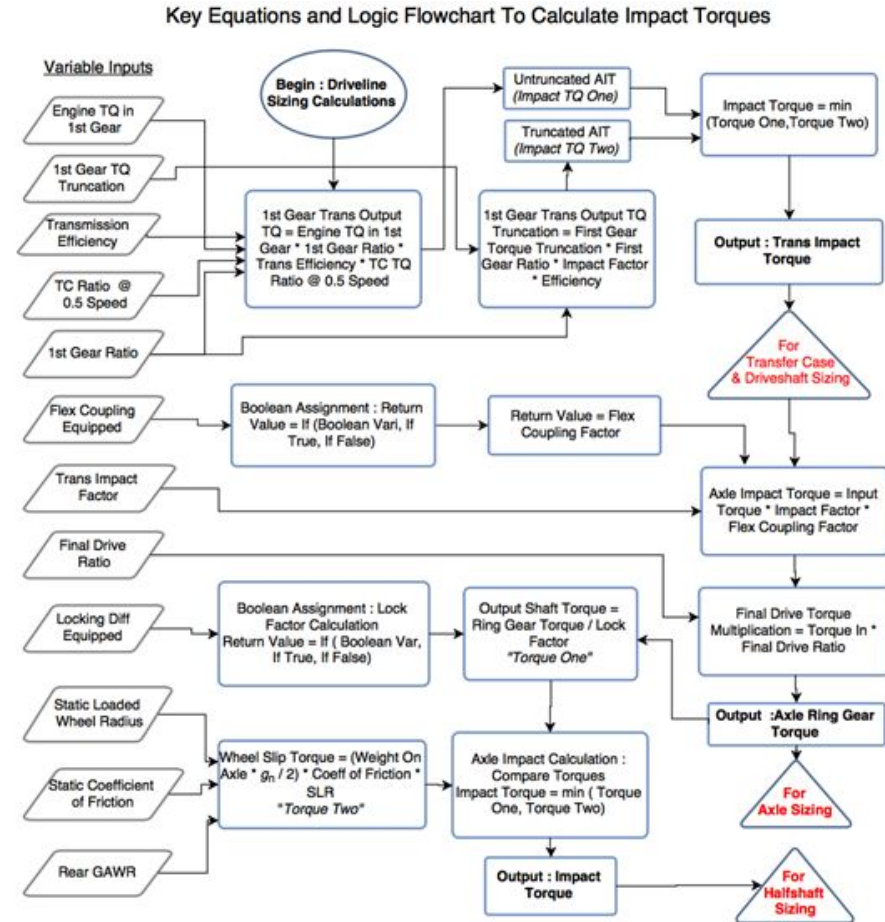 Key Equations and Logic Flowchart To Calculate Impact Torques
Variable Inputs
Engine TQ in
1st Gear
1st Gear TQ
Truncation
Transmission
Efficiency
TC Ratio @
0.5 Speed
1st Gear Ratio
Flex Coupling
Equipped
Trans Impact
Factor
Final Drive
Ratio
Locking Diff
Equipped
Static Loaded
Wheel Radius
Static Coefficient
of Friction
Rear GAWR
Begin : Driveline
Sizing Calculations
1st Gear Trans Output
TQ = Engine TQ in 1st
Gear * 1st Gear Ratio *
Trans Efficiency * TC TQ
Ratio @ 0.5 Speed
Untruncated AIT
(Impact TQ One)
Truncated AIT
(Impact TQ Two)
1st Gear Trans Output TQ
Truncation = First Gear
Torque Truncation * First
Gear Ratio * Impact Factor
* Efficiency
Impact Torque = min
(Torque One,Torque Two)
Output : Trans Impact
Torque
For
Transfer Case
& Driveshaft Sizing
Boolean Assignment : Return
Value = If (Boolean Vari, If
True, If False)
Return Value = Flex
Coupling Factor
Axle Impact Torque = Input
Torque * Impact Factor *
Flex Coupling Factor
Final Drive Torque
Multiplication = Torque In *
Final Drive Ratio
Output :Axle Ring Gear
Torque
For
Axle Sizing
Boolean Assignment : Lock
Factor Calculation
Return Value = If ( Boolean Var,
If True, If False)
Output Shaft Torque =
Ring Gear Torque / Lock
Factor
"Torque One"
Wheel Slip Torque = (Weight On
Axle * gn / 2) * Coeff of Friction *
SLR
"Torque Two"
Axle Impact Calculation :
Compare Torques
Impact Torque = min ( Torque
One, Torque Two)
Output : Impact
Torque
For
Halfshaft
Sizing